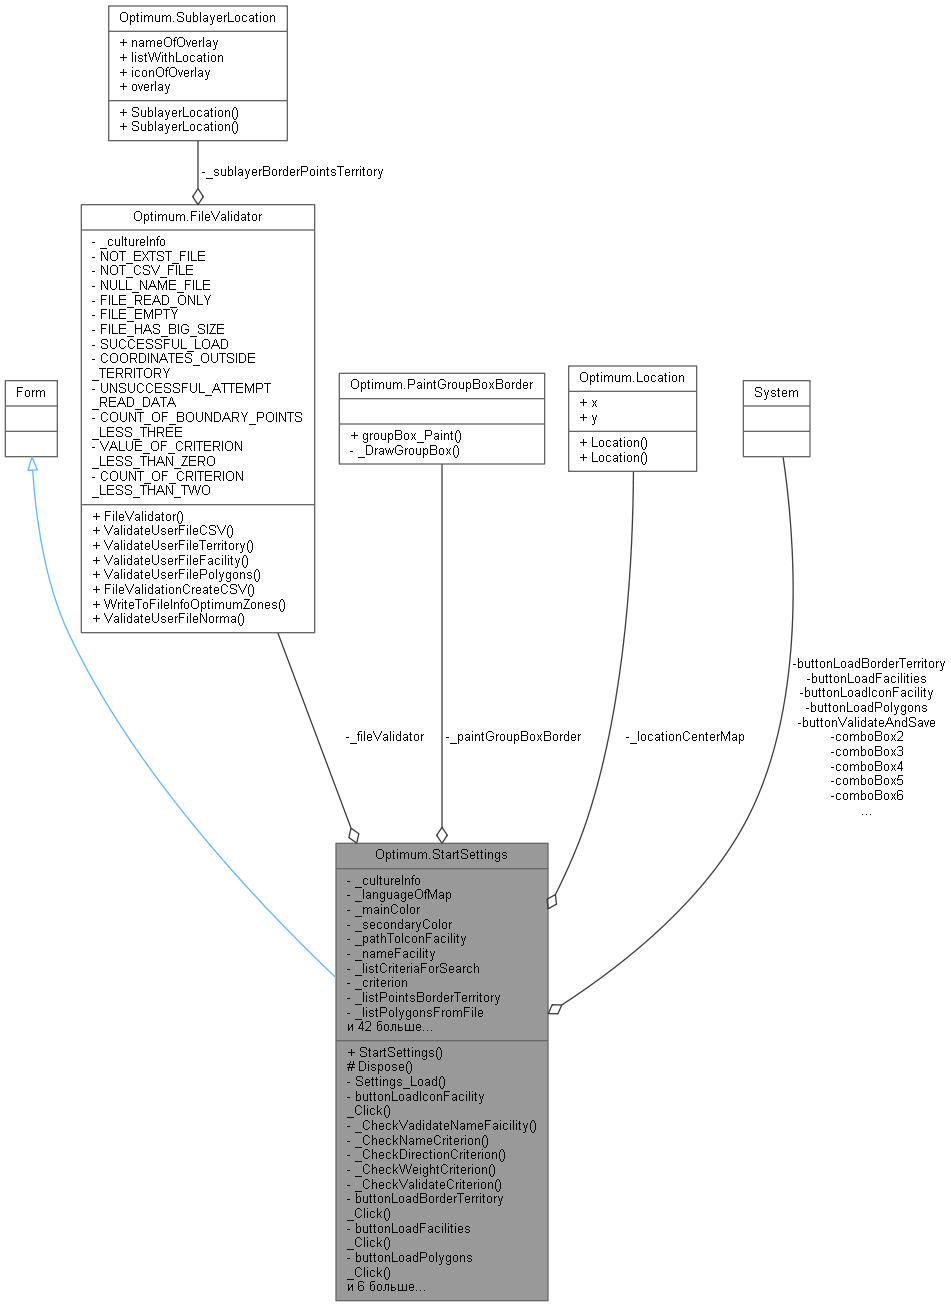 Optimum.SublayerLocation
+ nameOfOverlay
+ listWithLocation
+ iconOfOverlay
+ overlay
+ SublayerLocation()
+ SublayerLocation()
-_sublayerBorderPointsTerritory
Optimum.FileValidator
- _cultureInfo
- NOT_EXTST_FILE
- NOT_CSV_FILE
- NULL_NAME_FILE
- FILE_READ_ONLY
- FILE_EMPTY
- FILE_HAS_BIG_SIZE
- SUCCESSFUL_LOAD
- COORDINATES_OUTSIDE
_TERRITORY
- UNSUCCESSFUL_ATTEMPT
_READ_DATA
- COUNT_OF_BOUNDARY_POINTS
_LESS_THREE
- VALUE_OF_CRITERION
_LESS_THAN_ZERO
- COUNT_OF_CRITERION
_LESS_THAN_TWO
+ FileValidator()
+ ValidateUserFileCSV()
+ ValidateUserFileTerritory()
+ ValidateUserFileFacility()
+ ValidateUserFilePolygons()
+ FileValidationCreateCSV()
+ WriteToFileInfoOptimumZones()
+ ValidateUserFileNorma()
Form
Optimum.PaintGroupBoxBorder
+ groupBox_Paint()
- _DrawGroupBox()
Optimum.Location
+ x
+ y
+ Location()
+ Location()
System
-buttonLoadBorderTerritory
-buttonLoadFacilities
-buttonLoadIconFacility
-buttonLoadPolygons
-buttonValidateAndSave
-comboBox2
-comboBox3
-comboBox4
-comboBox5
-comboBox6
...
-_fileValidator
-_paintGroupBoxBorder
-_locationCenterMap
Optimum.StartSettings
- _cultureInfo
- _languageOfMap
- _mainColor
- _secondaryColor
- _pathToIconFacility
- _nameFacility
- _listCriteriaForSearch
- _criterion
- _listPointsBorderTerritory
- _listPolygonsFromFile
и 42 больше...
+ StartSettings()
# Dispose()
- Settings_Load()
- buttonLoadIconFacility
_Click()
- _CheckVadidateNameFaicility()
- _CheckNameCriterion()
- _CheckDirectionCriterion()
- _CheckWeightCriterion()
- _CheckValidateCriterion()
- buttonLoadBorderTerritory
_Click()
- buttonLoadFacilities
_Click()
- buttonLoadPolygons
_Click()
и 6 больше...